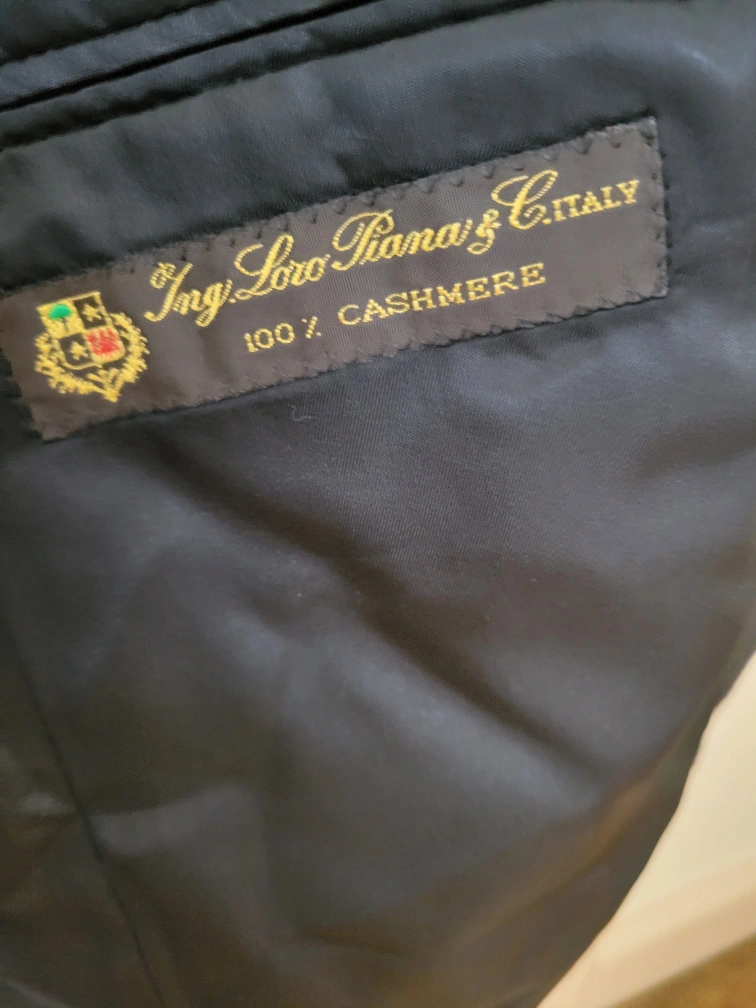 Ing. Loro Piana & C. ITALY
100% CASHMERE